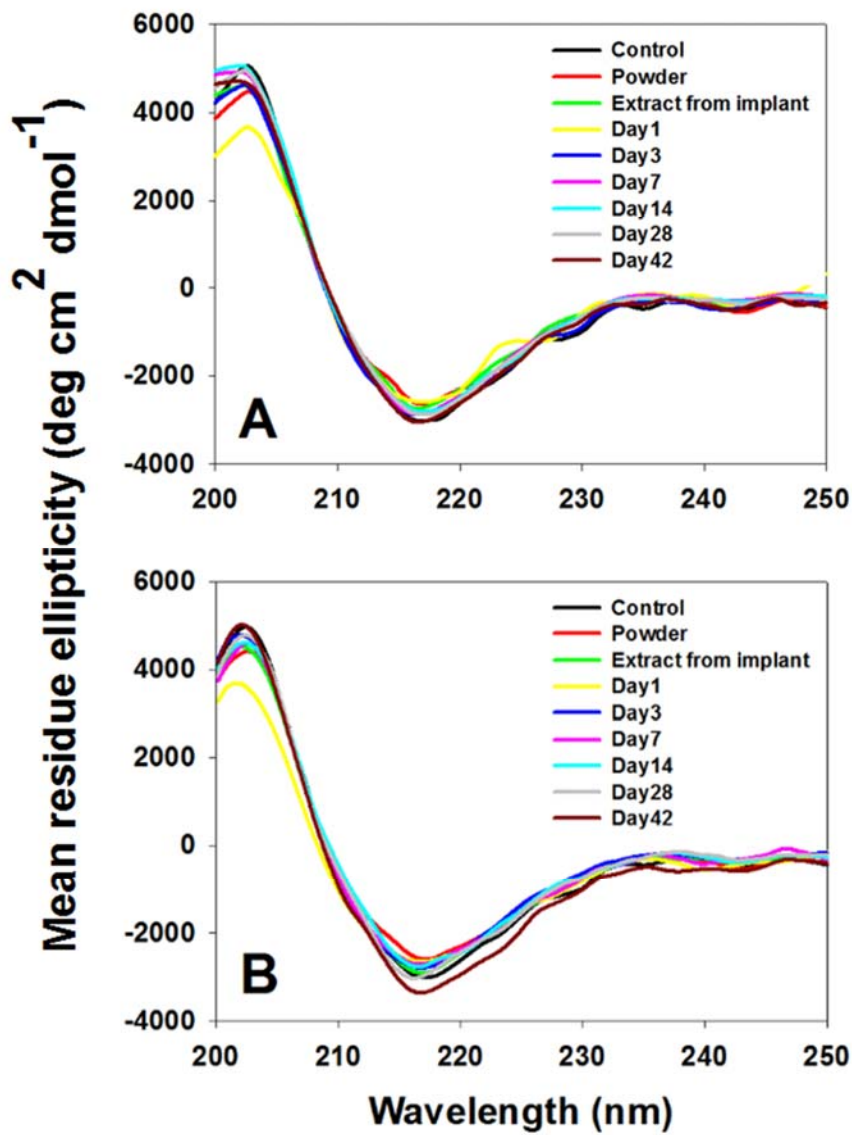 Mean residue ellipticity (deg cm2 dmol-1)
6000
4000
2000
0
-2000
-4000
Control
Powder
Extract from implant
Day1
Day3
Day7
Day14
Day28
Day42
A
200 210 220 230 240 250
6000
4000
2000
0
-2000
-4000
Control
Powder
Extract from implant
Day1
Day3
Day7
Day14
Day28
Day42
B
200 210 220 230 240 250
Wavelength (nm)